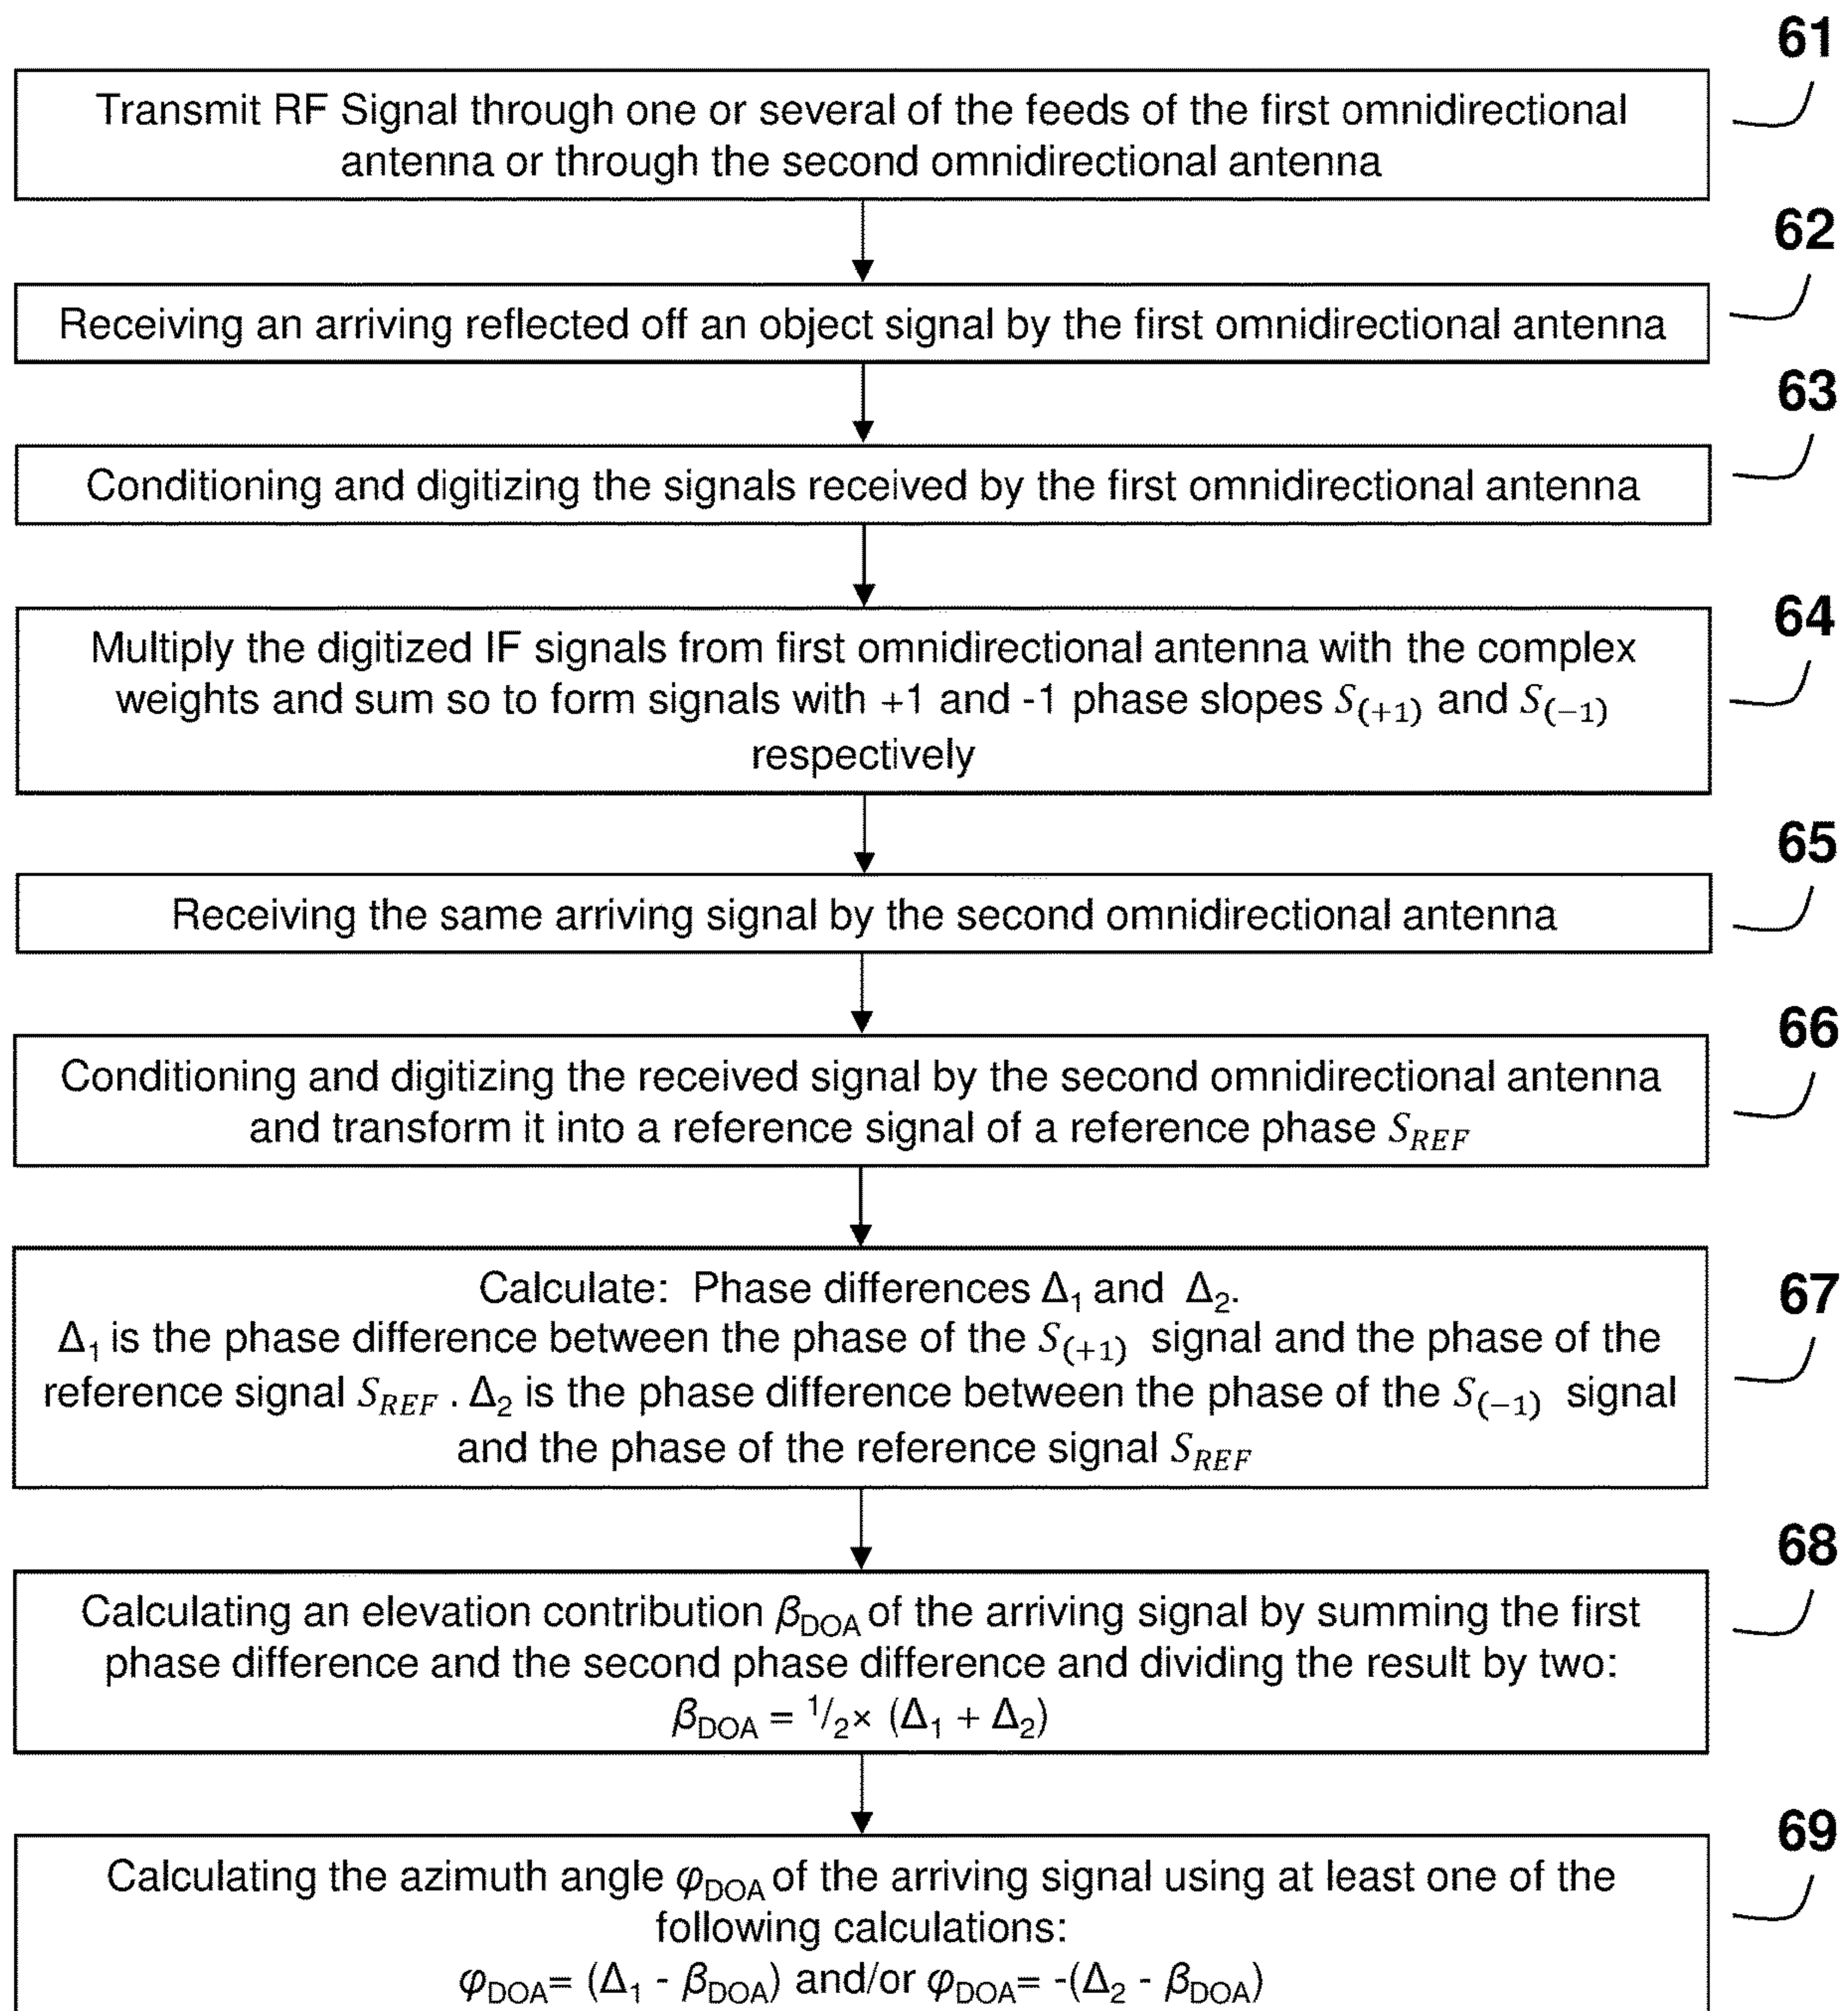 61
Transmit RF Signal through one or several of the feeds of the first omnidirectional
antenna or through the second omnidirectional antenna
62
Receiving an arriving reflected off an object signal by the first omnidirectional antenna
63
Conditioning and digitizing the signals received by the first omnidirectional antenna
64
Multiply the digitized IF signals from first omnidirectional antenna with the complex
weights and sum so to form signals with +1 and -1 phase slopes S₍₊₁₎ and S₍₋₁₎
respectively
65
Receiving the same arriving signal by the second omnidirectional antenna
66
Conditioning and digitizing the received signal by the second omnidirectional antenna
and transform it into a reference signal of a reference phase S_REF
67
Calculate: Phase differences Δ₁ and Δ₂.
Δ₁ is the phase difference between the phase of the S₍₊₁₎ signal and the phase of the
reference signal S_REF . Δ₂ is the phase difference between the phase of the S₍₋₁₎ signal
and the phase of the reference signal S_REF
68
Calculating an elevation contribution β_DOA of the arriving signal by summing the first
phase difference and the second phase difference and dividing the result by two:
β_DOA = ¹/₂× (Δ₁ + Δ₂)
69
Calculating the azimuth angle φ_DOA of the arriving signal using at least one of the
following calculations:
φ_DOA= (Δ₁ - β_DOA) and/or φ_DOA= -(Δ₂ - β_DOA)